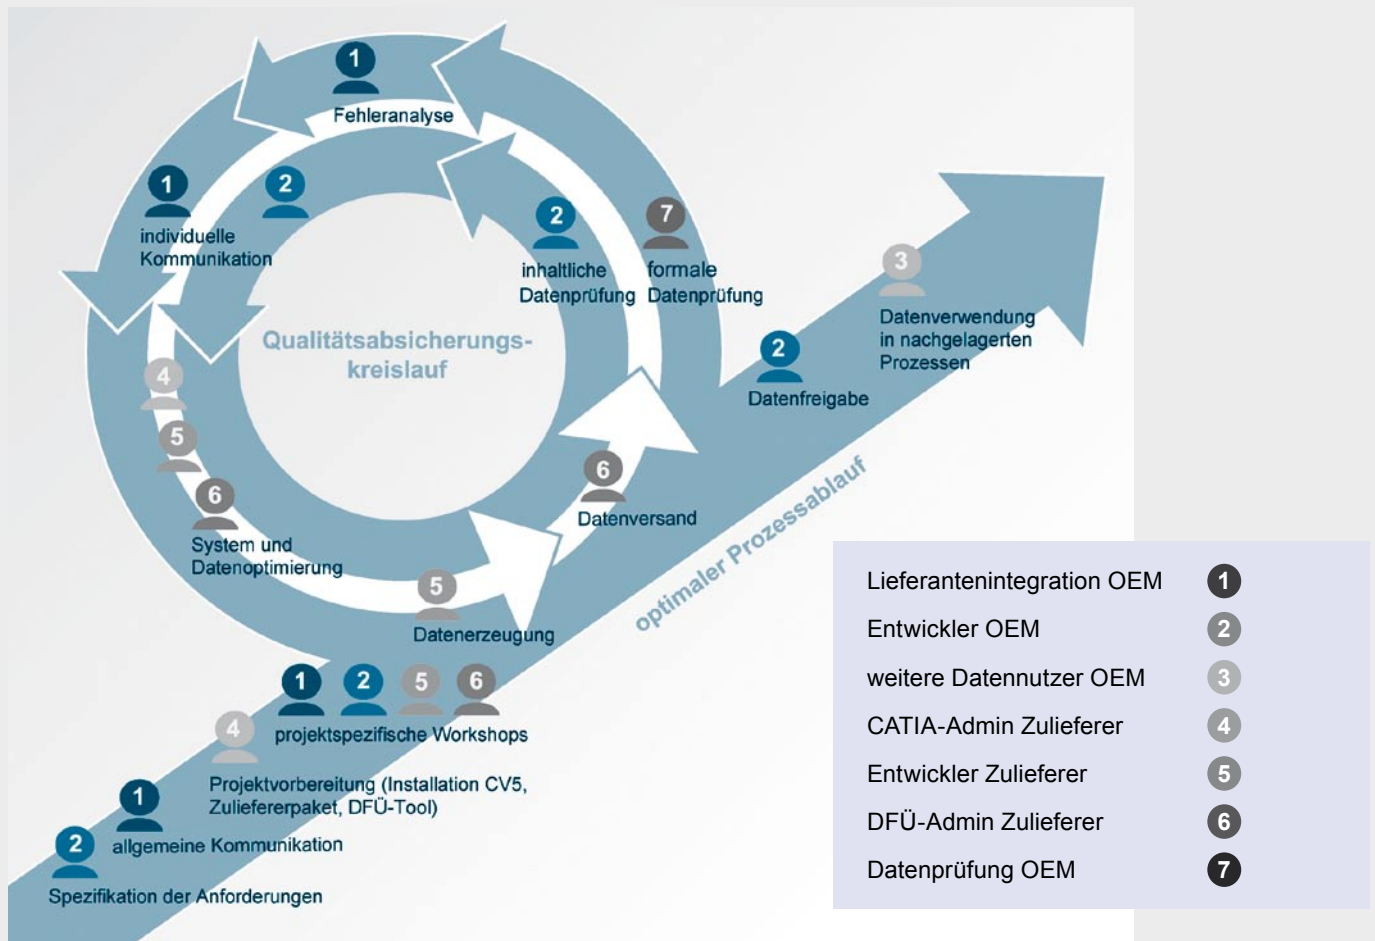 1
Fehleranalyse
1
individuelle
Kommunikation
2
2
inhaltliche
Datenprüfung
7
formale
Datenprüfung
3
Datenverwendung
in nachgelagerten
Prozessen
2
Datenfreigabe
Qualitätsabsicherungs-
kreislauf
4
5
6
System und
Datenoptimierung
6
Datenversand
5
Datenerzeugung
optimaler Prozessablauf
1 2 5 6
projektspezifische Workshops
4
Projektvorbereitung (Installation CV5,
Zuliefererpaket, DFÜ-Tool)
1
allgemeine Kommunikation
2
Spezifikation der Anforderungen
Lieferantenintegration OEM 1
Entwickler OEM 2
weitere Datennutzer OEM 3
CATIA-Admin Zulieferer 4
Entwickler Zulieferer 5
DFÜ-Admin Zulieferer 6
Datenprüfung OEM 7